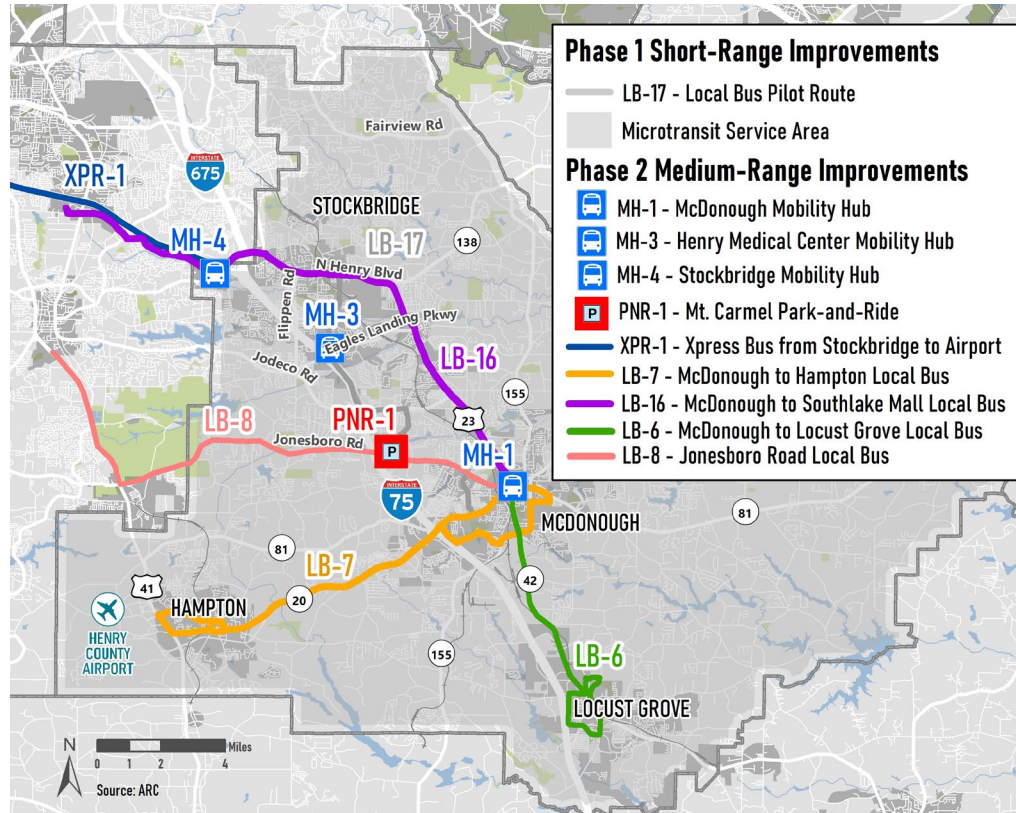 Phase 1 Short-Range Improvements
LB-17 - Local Bus Pilot Route
Microtransit Service Area
Phase 2 Medium-Range Improvements
MH-1 - McDonough Mobility Hub
MH-3 - Henry Medical Center Mobility Hub
MH-4 - Stockbridge Mobility Hub
P
PNR-1 - Mt. Carmel Park-and-Ride
XPR-1 - Xpress Bus from Stockbridge to Airport
LB-7 - McDonough to Hampton Local Bus
LB-16 - McDonough to Southlake Mall Local Bus
LB-6 - McDonough to Locust Grove Local Bus
LB-8 - Jonesboro Road Local Bus
Fairview Rd
INTERSTATE
675
XPR-1
STOCKBRIDGE
MH-4
LB-17
138
N Henry Blvd
Flippen Rd
MH-3
Eagles Landing Pkwy
Jodeco Rd
LB-16
155
LB-8
PNR-1
23
Jonesboro Rd
P
MH-1
INTERSTATE
75
MCDONOUGH
81
81
LB-7
42
41
HAMPTON
20
HENRY
COUNTY
AIRPORT
155
LB-6
LOCUST GROVE
N
Miles
0 1 2 4
Source: ARC